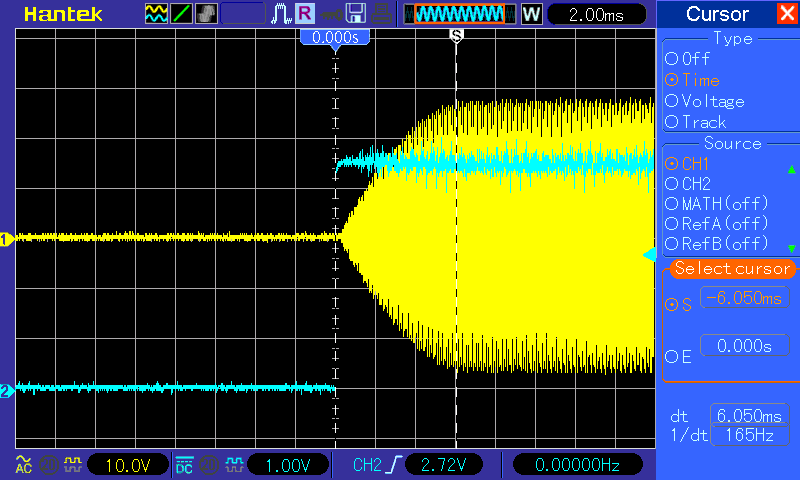 Hantek R W 2.00ms Cursor
0.000s S
Type
Off
Time
Voltage
Track
Source
CH1
CH2
MATH(off)
RefA(off)
RefB(off)
Select cursor
S -6.050ms
E 0.000s
dt 6.050ms
1/dt 165Hz
1
2
AC 10.0V DC 1.00V CH2 2.72V 0.00000Hz